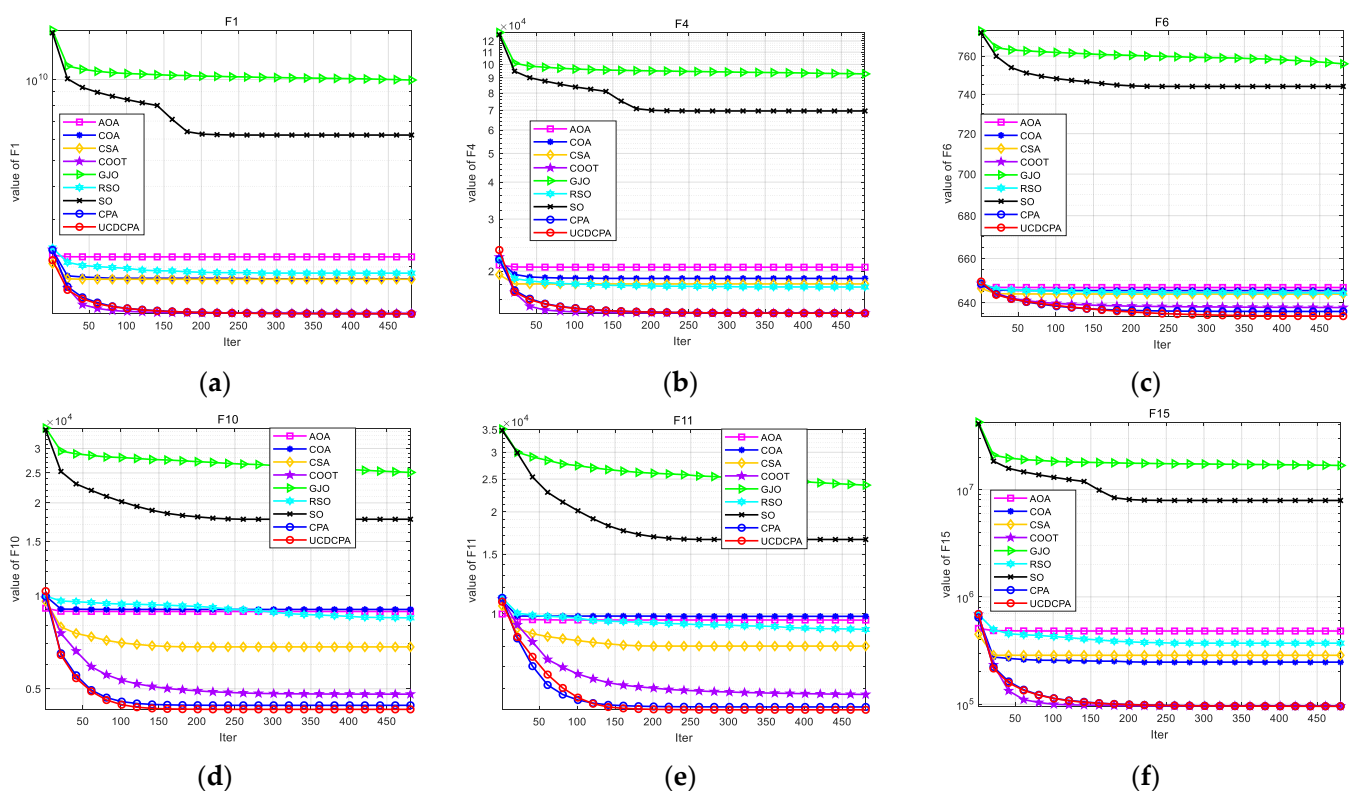 F1
10^10
value of F1
AOA
COA
CSA
COOT
GJO
RSO
SO
CPA
UCDCPA
50 100 150 200 250 300 350 400 450
Iter
(a)
F4
×10^4
12
11
10
9
8
7
6
5
4
3
2
value of F4
AOA
COA
CSA
COOT
GJO
RSO
SO
CPA
UCDCPA
50 100 150 200 250 300 350 400 450
Iter
(b)
F6
760
740
720
700
680
660
640
value of F6
AOA
COA
CSA
COOT
GJO
RSO
SO
CPA
UCDCPA
50 100 150 200 250 300 350 400 450
Iter
(c)
F10
×10^4
3
2.5
2
1.5
1
0.5
value of F10
AOA
COA
CSA
COOT
GJO
RSO
SO
CPA
UCDCPA
50 100 150 200 250 300 350 400 450
Iter
(d)
F11
×10^4
3.5
3
2.5
2
1.5
1
value of F11
AOA
COA
CSA
COOT
GJO
RSO
SO
CPA
UCDCPA
50 100 150 200 250 300 350 400 450
Iter
(e)
F15
10^7
10^6
10^5
value of F15
AOA
COA
CSA
COOT
GJO
RSO
SO
CPA
UCDCPA
50 100 150 200 250 300 350 400 450
Iter
(f)